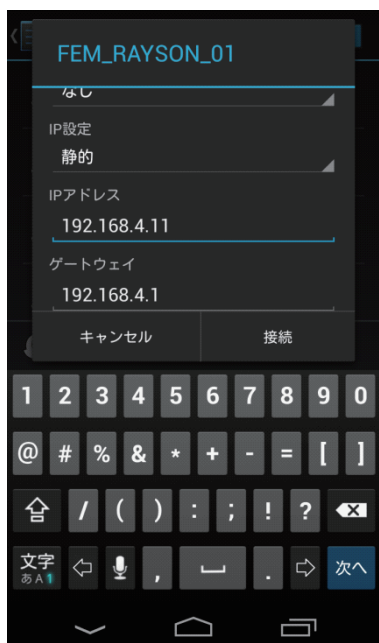 FEM_RAYSON_01
なし
IP設定
静的
IPアドレス
192.168.4.11
ゲートウェイ
192.168.4.1
キャンセル 接続
1 2 3 4 5 6 7 8 9 0
@ # % & * + - = [ ]
/ ( ) : ; ! ?
文字 , . 次へ
あA1